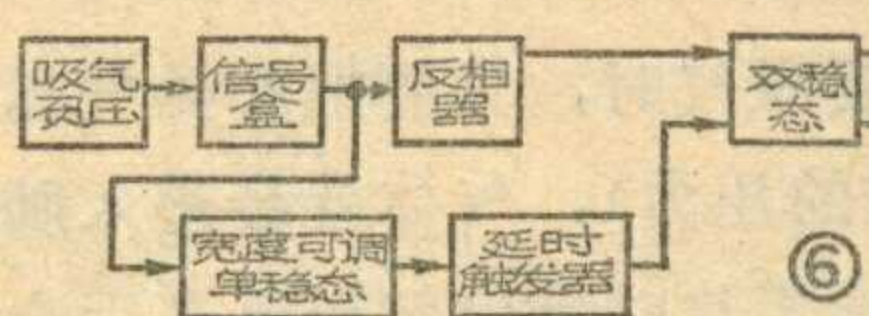 吸气
负压
信号
盒
反相
器
双稳
态
宽度可调
单稳态
延时
触发器
⑥